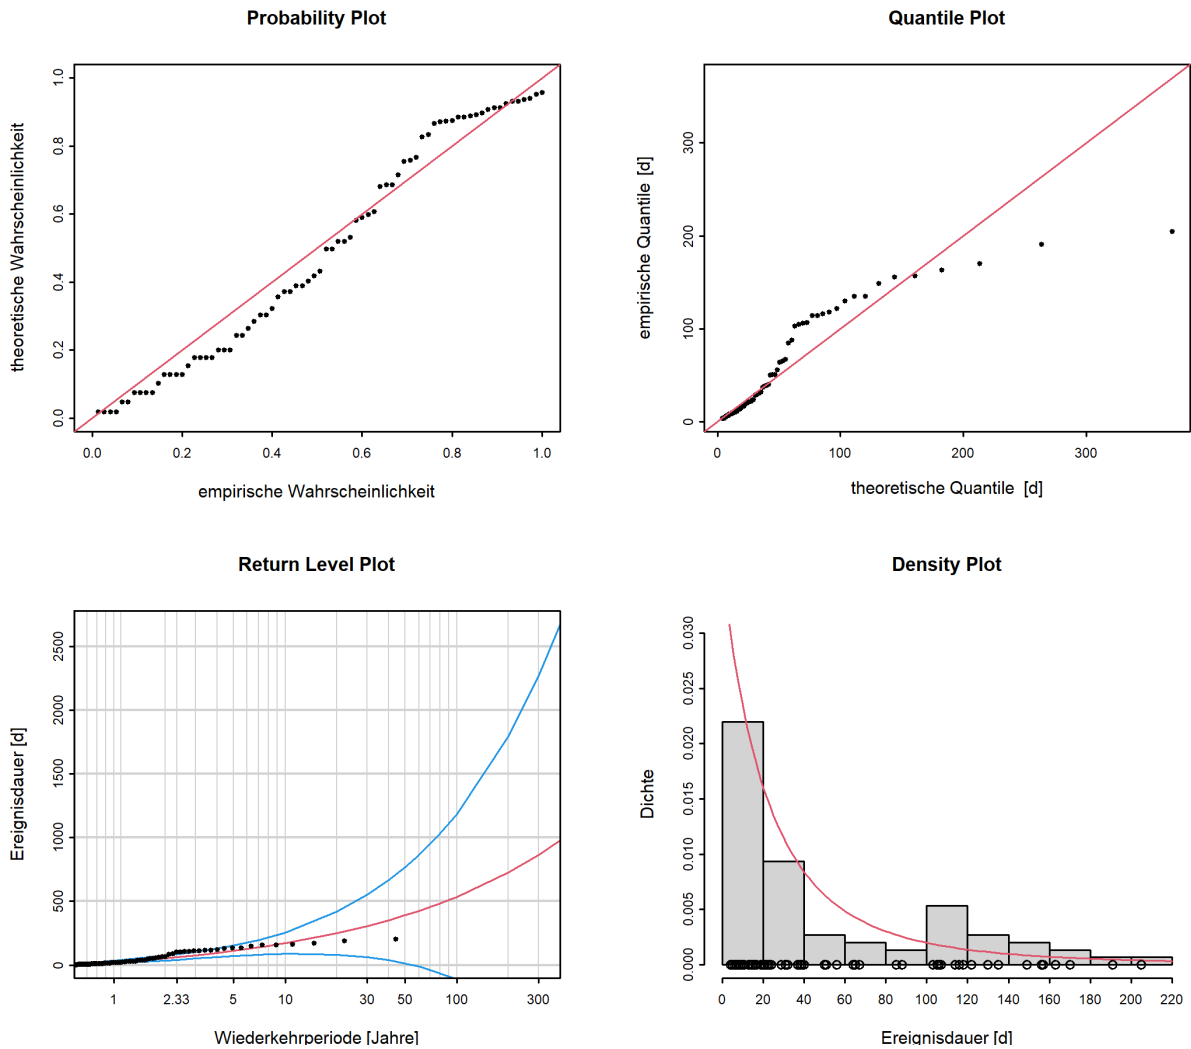 Probability Plot
theoretische Wahrscheinlichkeit
0.0 0.2 0.4 0.6 0.8 1.0
0.0 0.2 0.4 0.6 0.8 1.0
empirische Wahrscheinlichkeit
Quantile Plot
empirische Quantile [d]
0 100 200 300
0 100 200 300
theoretische Quantile [d]
Return Level Plot
Ereignisdauer [d]
0 500 1000 1500 2000 2500
1 2.33 5 10 30 50 100 300
Wiederkehrperiode [Jahre]
Density Plot
Dichte
0.000 0.005 0.010 0.015 0.020 0.025 0.030
0 20 40 60 80 100 120 140 160 180 200 220
Ereignisdauer [d]